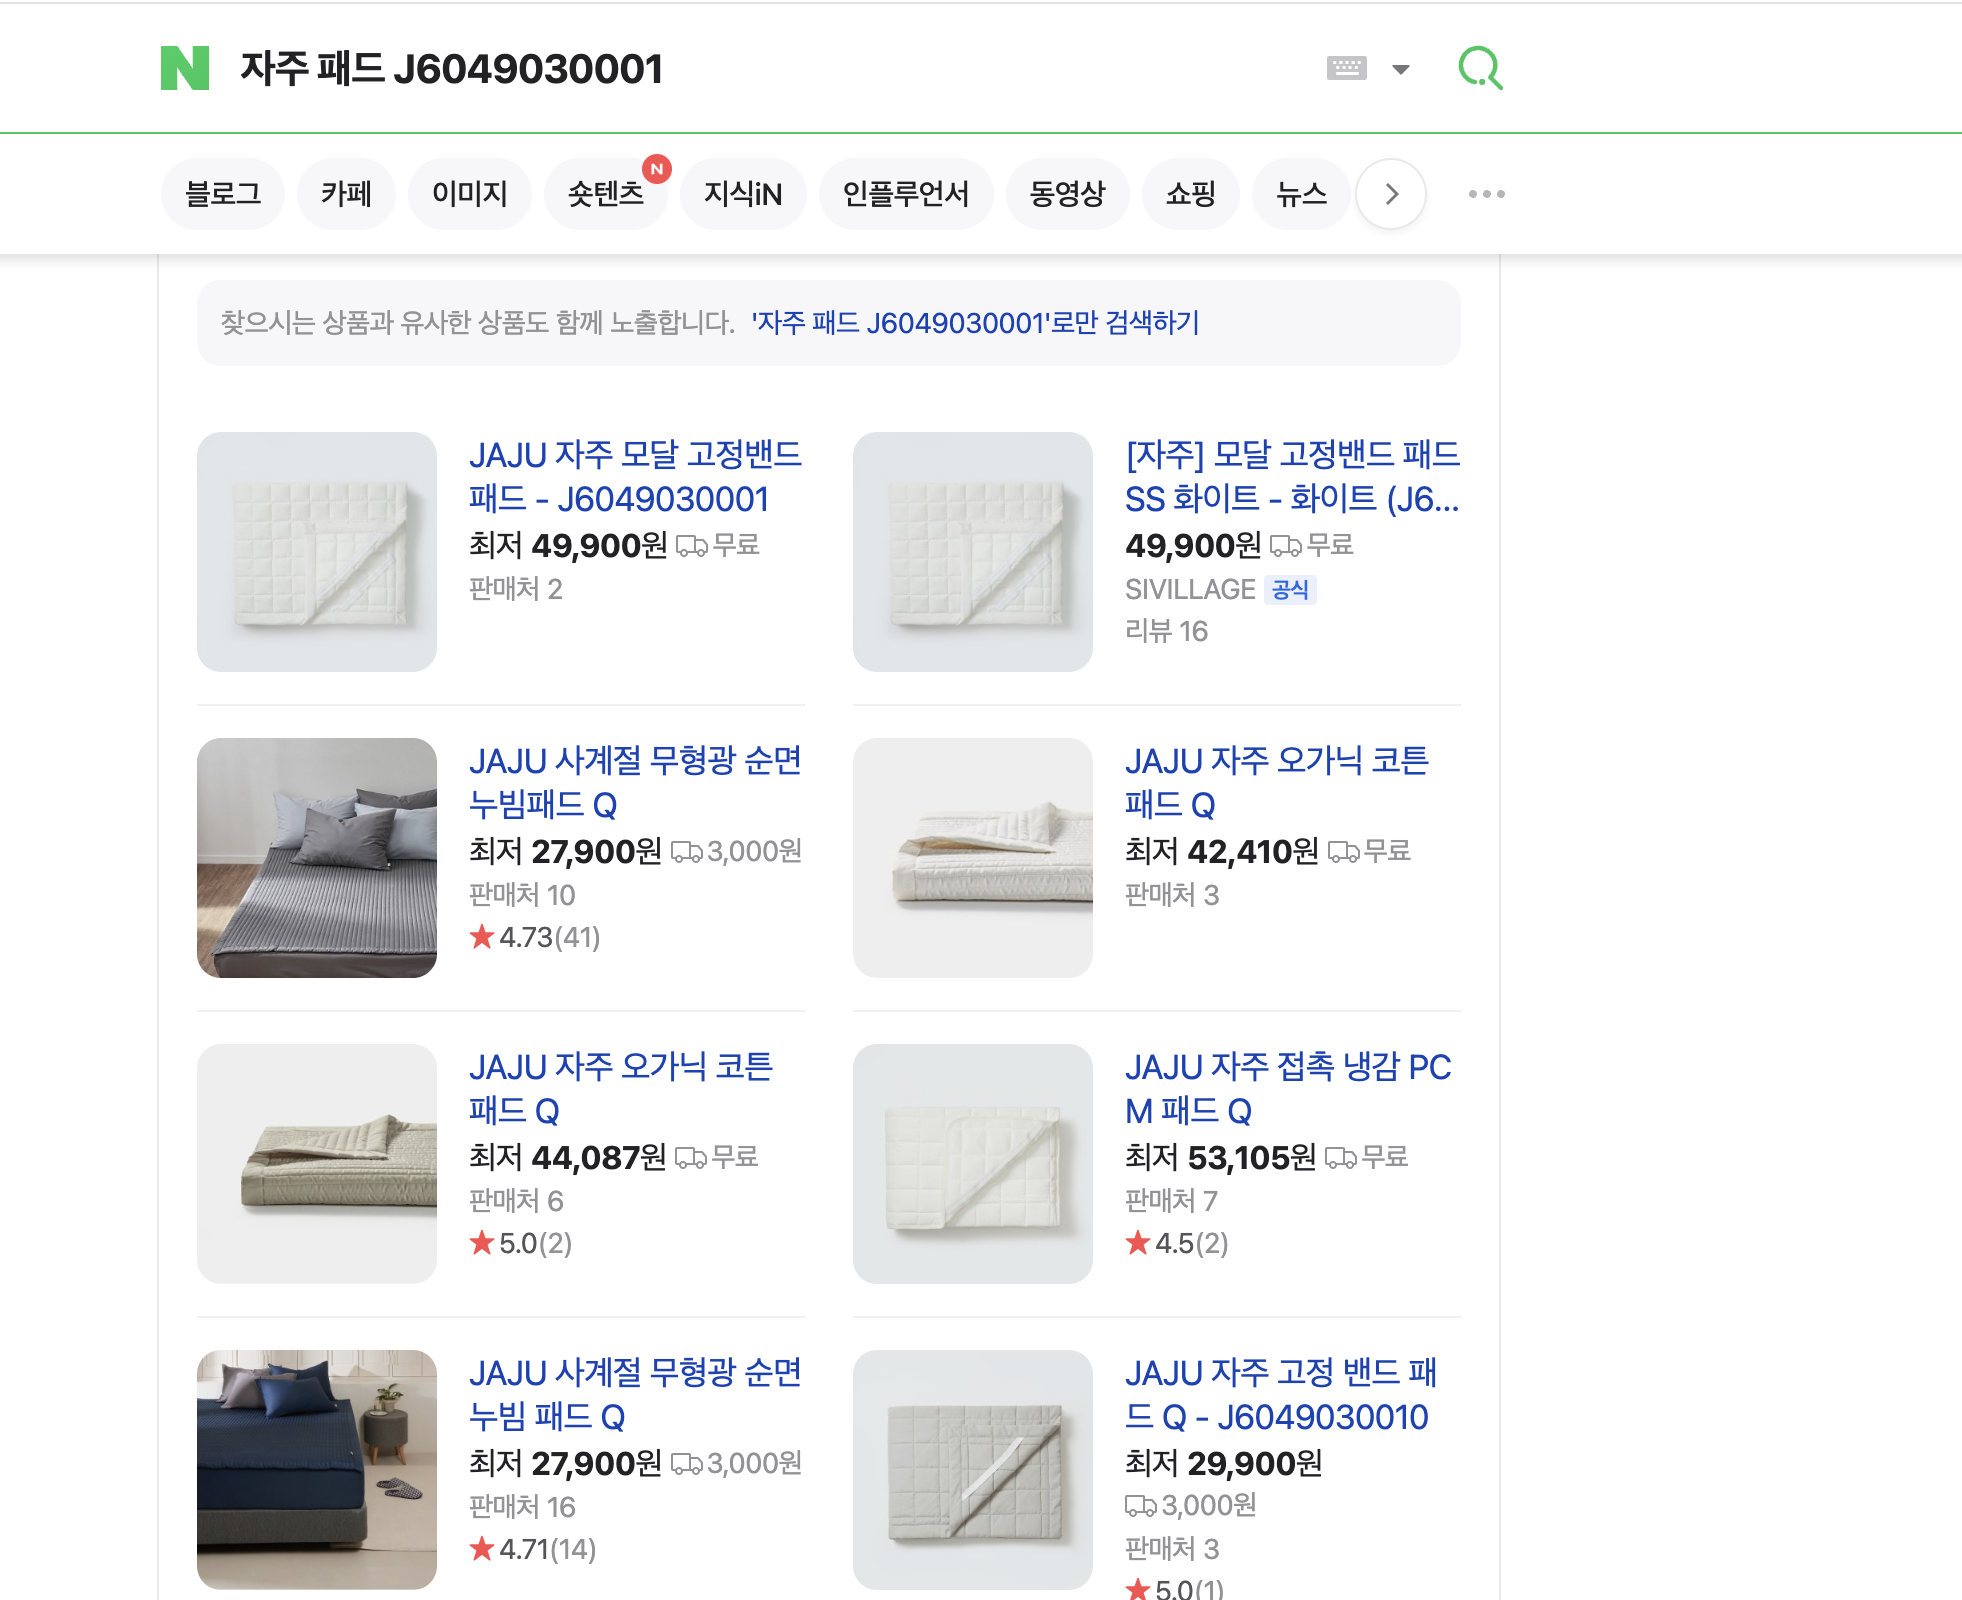 N 자주 패드 J6049030001
블로그 카페 이미지 숏텐츠 N 지식iN 인플루언서 동영상 쇼핑 뉴스
찾으시는 상품과 유사한 상품도 함께 노출합니다. '자주 패드 J6049030001'로만 검색하기
JAJU 자주 모달 고정밴드
패드 - J6049030001
최저 49,900원 무료
판매처 2
[자주] 모달 고정밴드 패드
SS 화이트 - 화이트 (J6...
49,900원 무료
SIVILLAGE 공식
리뷰 16
JAJU 사계절 무형광 순면
누빔패드 Q
최저 27,900원 3,000원
판매처 10
4.73(41)
JAJU 자주 오가닉 코튼
패드 Q
최저 42,410원 무료
판매처 3
JAJU 자주 오가닉 코튼
패드 Q
최저 44,087원 무료
판매처 6
5.0(2)
JAJU 자주 접촉 냉감 PC
M 패드 Q
최저 53,105원 무료
판매처 7
4.5(2)
JAJU 사계절 무형광 순면
누빔 패드 Q
최저 27,900원 3,000원
판매처 16
4.71(14)
JAJU 자주 고정 밴드 패
드 Q - J6049030010
최저 29,900원
3,000원
판매처 3
5.0(1)